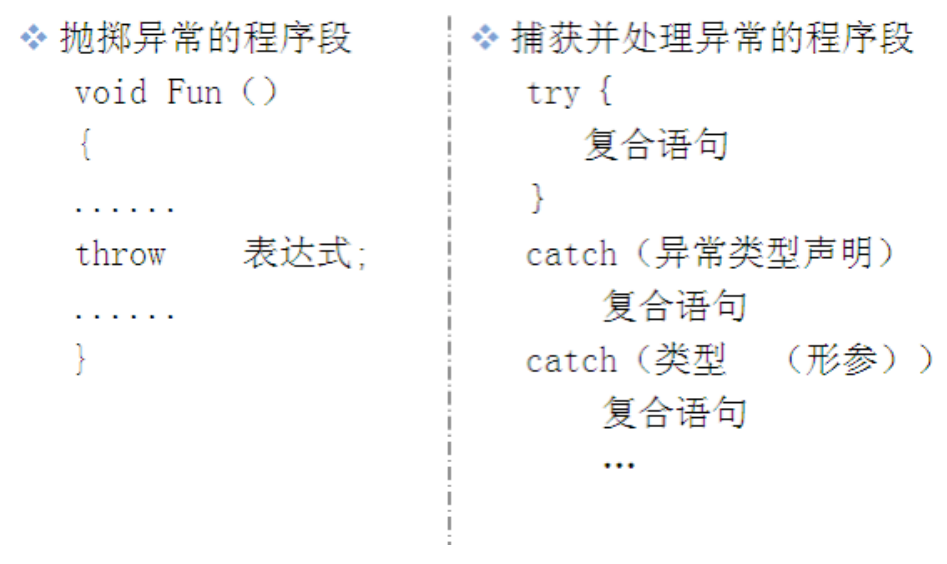 抛掷异常的程序段
void Fun（）
{
......
throw 表达式;
......
}
捕获并处理异常的程序段
try {
复合语句
}
catch（异常类型声明）
复合语句
catch（类型 （形参））
复合语句
…